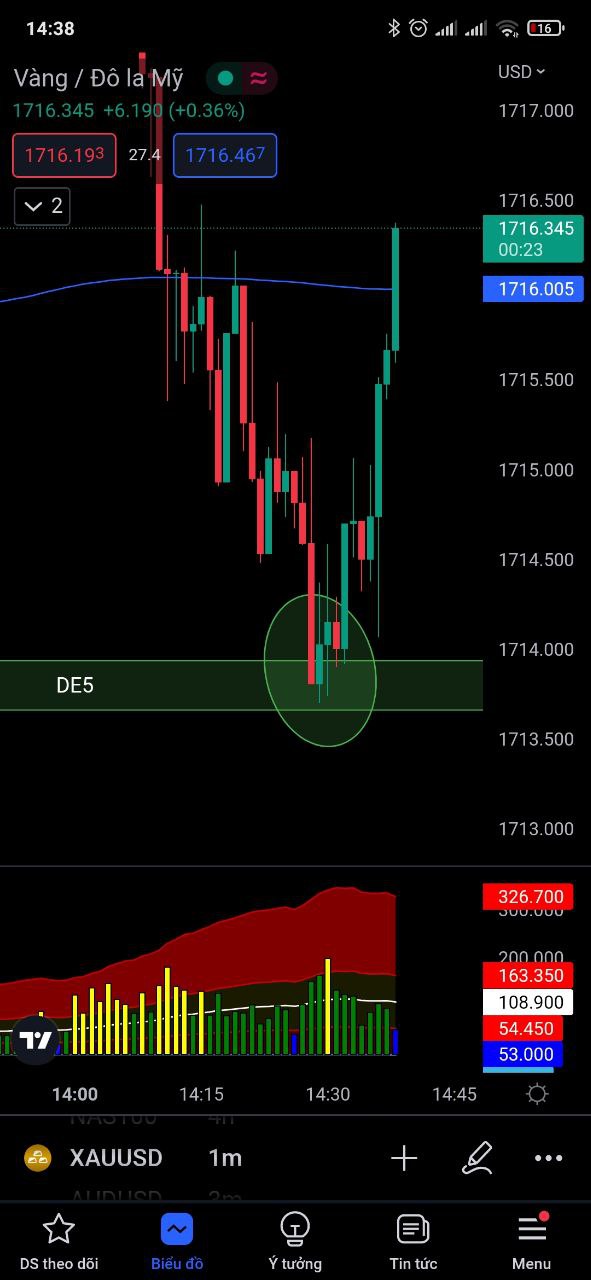 14:38
16
Vàng / Đô la Mỹ
USD
1716.345 +6.190 (+0.36%)
1717.000
1716.193
27.4
1716.467
2
1716.500
1716.345
00:23
1716.005
1715.500
1715.000
1714.500
1714.000
DE5
1713.500
1713.000
326.700
300.000
200.000
163.350
108.900
54.450
53.000
14:00 14:15 14:30 14:45
NAS100 4h
XAUUSD 1m
AUDUSD 3m
DS theo dõi
Biểu đồ
Ý tưởng
Tin tức
Menu